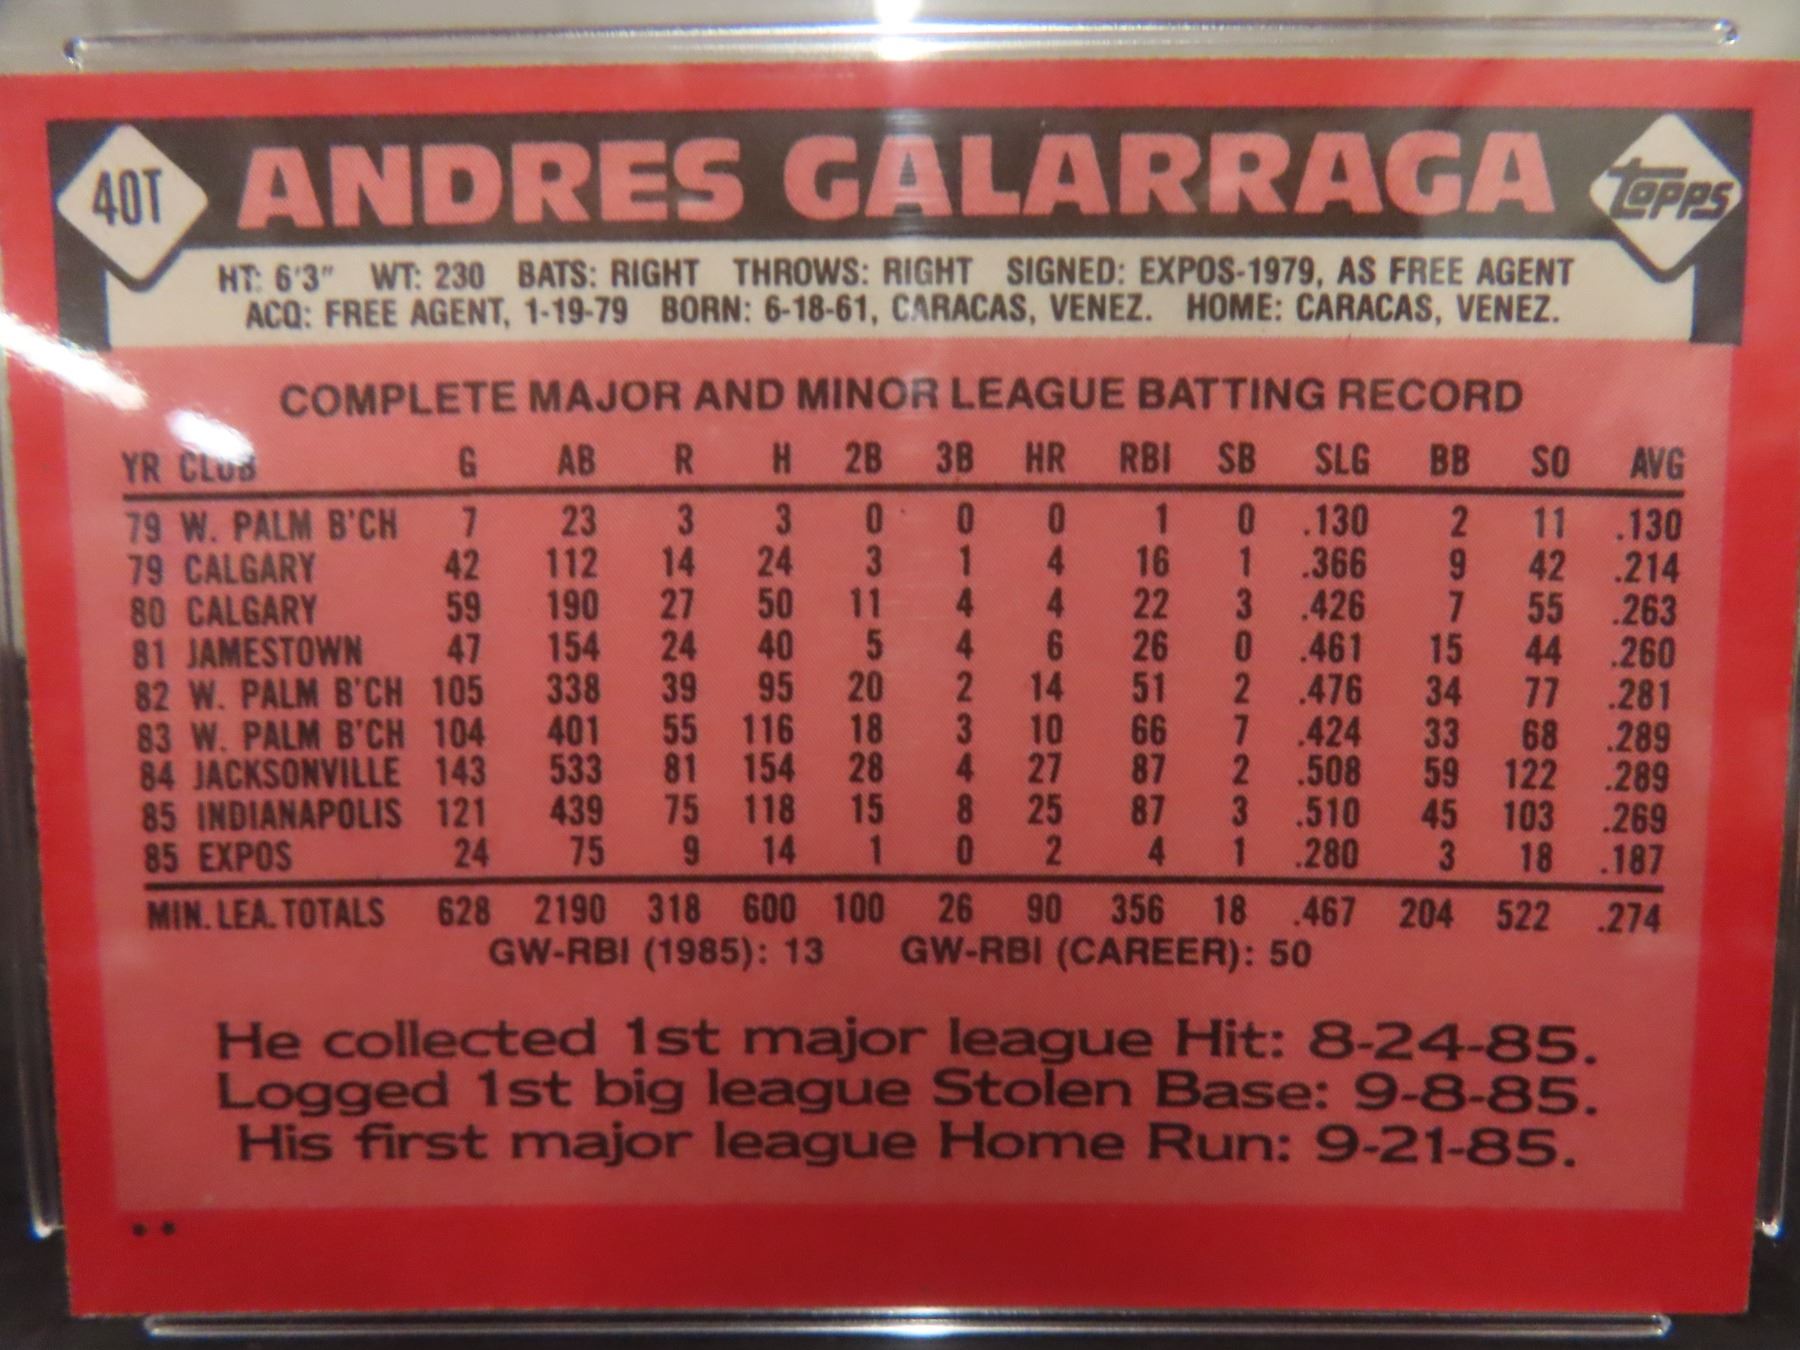 40T ANDRES GALARRAGA TOPPS
HT: 6'3" WT: 230 BATS: RIGHT THROWS: RIGHT SIGNED: EXPOS-1979, AS FREE AGENT
ACQ: FREE AGENT, 1-19-79 BORN: 6-18-61, CARACAS, VENEZ. HOME: CARACAS, VENEZ.
COMPLETE MAJOR AND MINOR LEAGUE BATTING RECORD
YR CLUB G AB R H 2B 3B HR RBI SB SLG BB SO AVG
79 W. PALM B'CH 7 23 3 3 0 0 0 1 0 .130 2 11 .130
79 CALGARY 42 112 14 24 3 1 4 16 1 .366 9 42 .214
80 CALGARY 59 190 27 50 11 4 4 22 3 .426 7 55 .263
81 JAMESTOWN 47 154 24 40 5 4 6 26 0 .461 15 44 .260
82 W. PALM B'CH 105 338 39 95 20 2 14 51 2 .476 34 77 .281
83 W. PALM B'CH 104 401 55 116 18 3 10 66 7 .424 33 68 .289
84 JACKSONVILLE 143 533 81 154 28 4 27 87 2 .508 59 122 .289
85 INDIANAPOLIS 121 439 75 118 15 8 25 87 3 .510 45 103 .269
85 EXPOS 24 75 9 14 1 0 2 4 1 .280 3 18 .187
MIN. LEA. TOTALS 628 2190 318 600 100 26 90 356 18 .467 204 522 .274
GW-RBI (1985): 13 GW-RBI (CAREER): 50
He collected 1st major league Hit: 8-24-85.
Logged 1st big league Stolen Base: 9-8-85.
His first major league Home Run: 9-21-85.